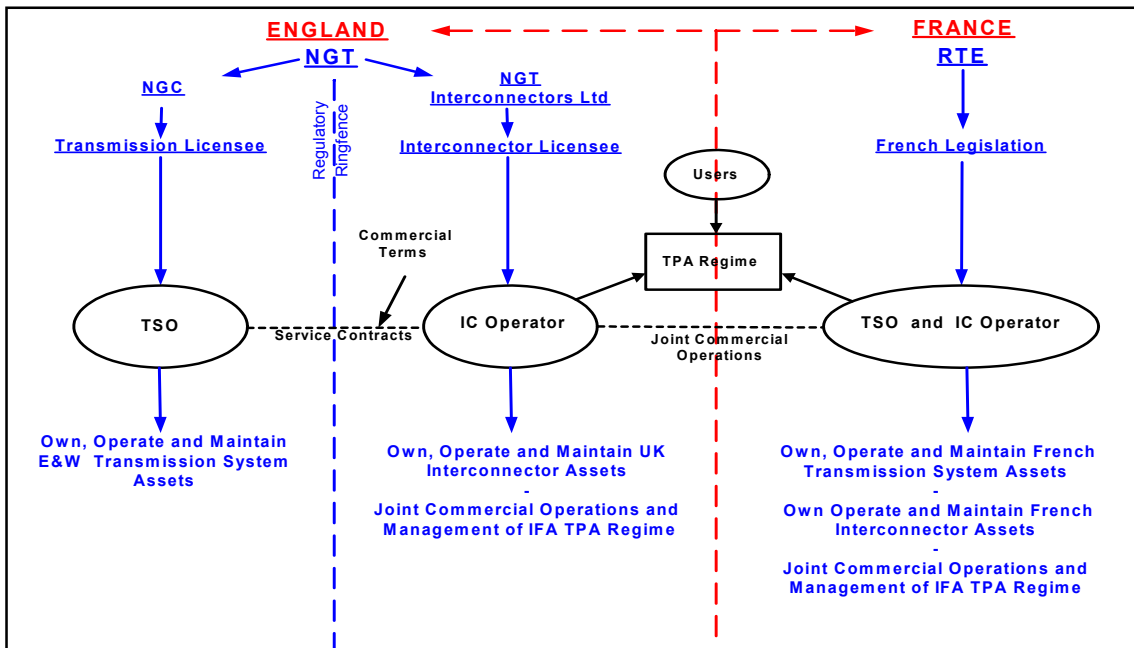 ENGLAND
FRANCE
NGT
RTE
NGC
NGT
Interconnectors Ltd
Regulatory
Ringfence
Transmission Licensee
Interconnector Licensee
French Legislation
Users
Commercial
Terms
TPA Regime
TSO
Service Contracts
IC Operator
Joint Commercial
Operations
TSO and IC Operator
Own, Operate and Maintain
E&W Transmission System
Assets
Own, Operate and Maintain UK
Interconnector Assets
-
Joint Commercial Operations and
Management of IFA TPA Regime
Own, Operate and Maintain French
Transmission System Assets
-
Own Operate and Maintain French
Interconnector Assets
-
Joint Commercial Operations and
Management of IFA TPA Regime